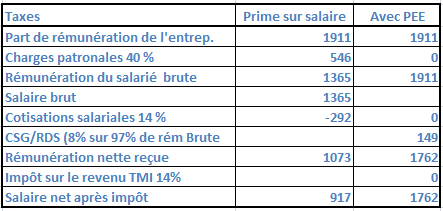 Taxes Prime sur salaire Avec PEE
Part de rémunération de l'entrep. 1911 1911
Charges patronales 40 % 546 0
Rémunération du salarié brute 1365 1911
Salaire brut 1365
Cotisations salariales 14 % -292 0
CSG/RDS (8% sur 97% de rém Brute 149
Rémunération nette reçue 1073 1762
Impôt sur le revenu TMI 14% 0
Salaire net après impôt 917 1762